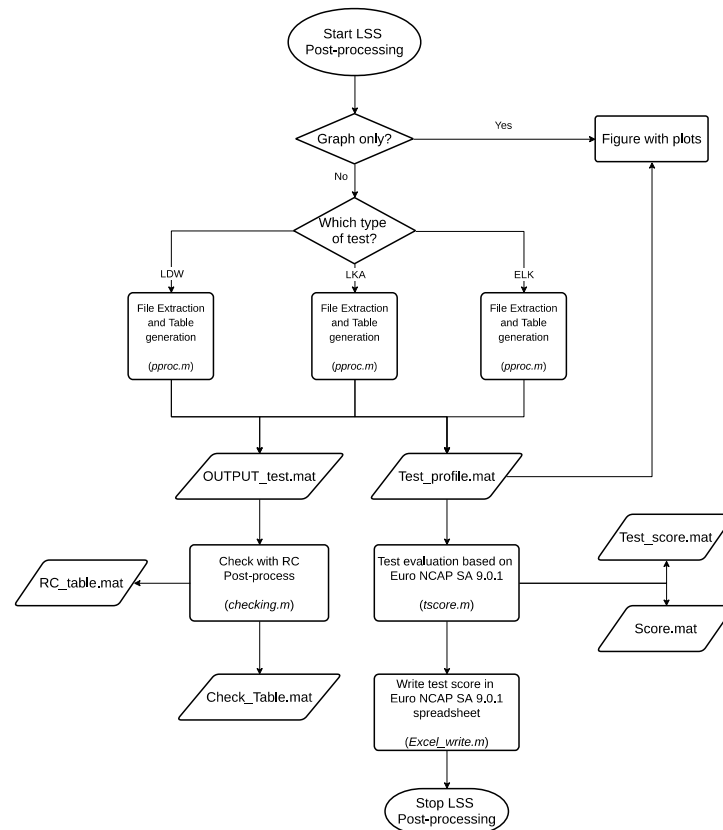 Start LSS
Post-processing
Graph only?
Yes
Figure with plots
No
Which type
of test?
LDW
LKA
ELK
File Extraction
and Table
generation
(pproc.m)
File Extraction
and Table
generation
(pproc.m)
File Extraction
and Table
generation
(pproc.m)
OUTPUT_test.mat
Test_profile.mat
Test_score.mat
RC_table.mat
Check with RC
Post-process
(checking.m)
Test evaluation based on
Euro NCAP SA 9.0.1
(tscore.m)
Score.mat
Check_Table.mat
Write test score in
Euro NCAP SA 9.0.1
spreadsheet
(Excel_write.m)
Stop LSS
Post-processing